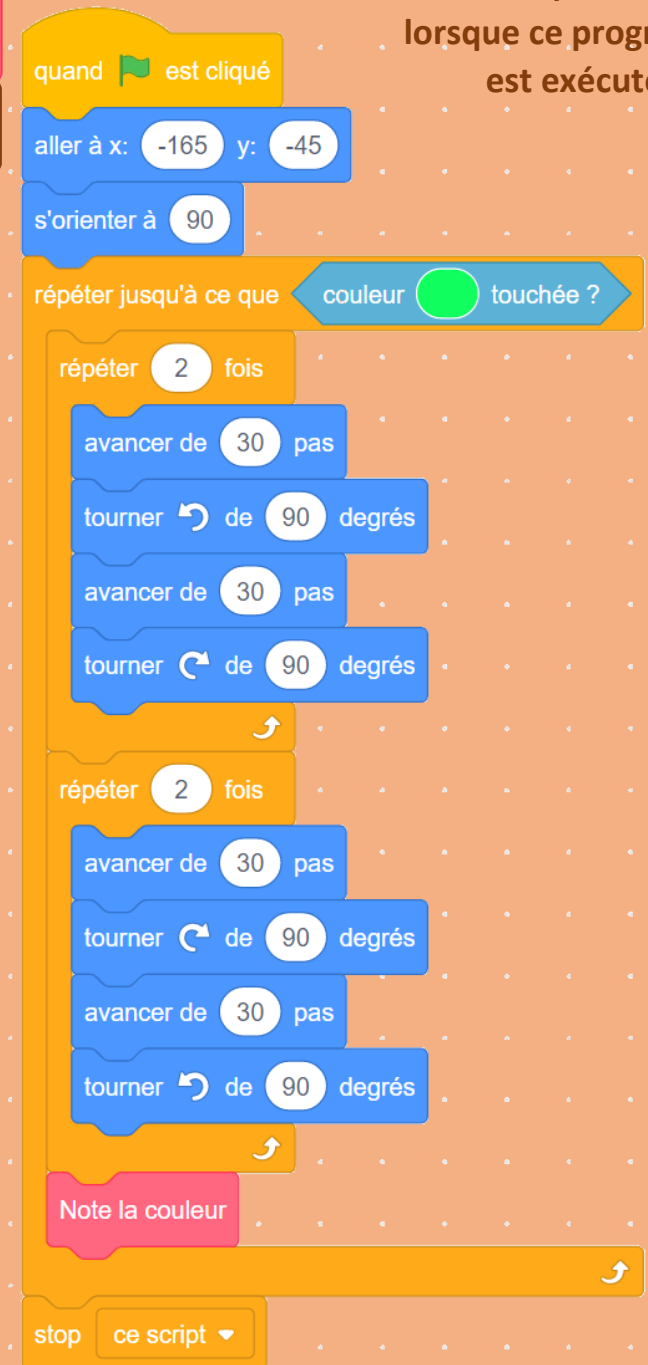 lorsque ce prog
est exécut
quand est cliqué
aller à x: -165 y: -45
s'orienter à 90
répéter jusqu'à ce que couleur touchée ?
répéter 2 fois
avancer de 30 pas
tourner de 90 degrés
avancer de 30 pas
tourner de 90 degrés
répéter 2 fois
avancer de 30 pas
tourner de 90 degrés
avancer de 30 pas
tourner de 90 degrés
Note la couleur
stop ce script